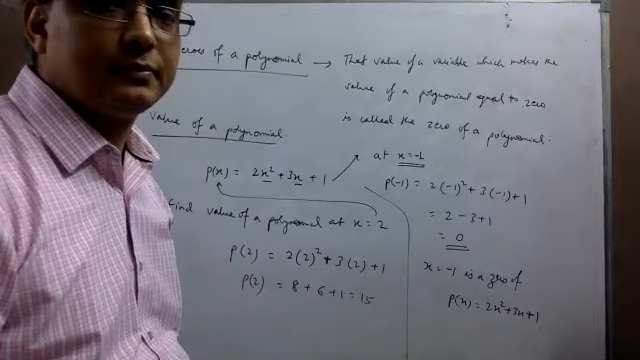 zeroes of a polynomial → That value of a variable which makes the
value of a polynomial equal to zero
is called the zero of a polynomial.
value of a polynomial
p(x) = 2x² + 3x + 1
Find value of a polynomial at x = 2
p(2) = 2(2)² + 3(2) + 1
p(2) = 8 + 6 + 1 = 15
at x = -1
p(-1) = 2(-1)² + 3(-1) + 1
= 2 - 3 + 1
= 0
x = -1 is a zero of
p(x) = 2x² + 3x + 1